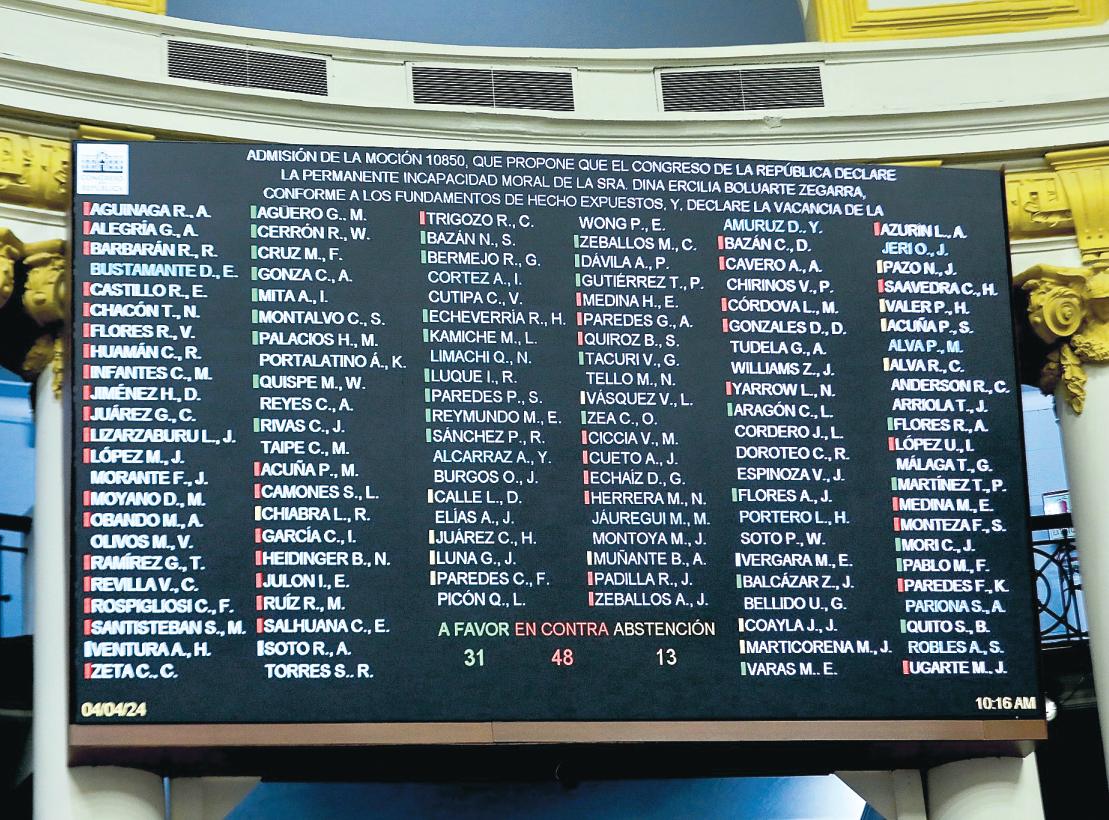 ADMISIÓN DE LA MOCIÓN 10850, QUE PROPONE QUE EL CONGRESO DE LA REPÚBLICA DECLARE
LA PERMANENTE INCAPACIDAD MORAL DE LA SRA. DINA ERCILIA BOLUARTE ZEGARRA,
CONFORME A LOS FUNDAMENTOS DE HECHO EXPUESTOS, Y, DECLARE LA VACANCIA DE LA
AGUINAGA R., A.
ALEGRÍA G., A.
BARBARÁN R., R.
BUSTAMANTE D., E.
CASTILLO R., E.
CHACÓN T., N.
FLORES R., V.
HUAMÁN C., R.
INFANTES C., M.
JIMÉNEZ H., D.
JUÁREZ G., C.
LIZARZABURU L., J.
LÓPEZ M., J.
MORANTE F., J.
MOYANO D., M.
OBANDO M., A.
OLIVOS M., V.
RAMÍREZ G., T.
REVILLA V., C.
ROSPIGLIOSI C., F.
SANTISTEBAN S., M.
VENTURA A., H.
ZETA C.. C.
AGÜERO G.. M.
CERRÓN R., W.
CRUZ M., F.
GONZA C., A.
MITA A., I.
MONTALVO C., S.
PALACIOS H., M.
PORTALATINO Á., K.
QUISPE M., W.
REYES C., A.
RIVAS C., J.
TAIPE C., M.
ACUÑA P., M.
CAMONES S., L.
CHIABRA L., R.
GARCÍA C., I.
HEIDINGER B., N.
JULON I., E.
RUÍZ R., M.
SALHUANA C., E.
SOTO R., A.
TORRES S.. R.
TRIGOZO R., C.
BAZÁN N., S.
BERMEJO R., G.
CORTEZ A., I.
CUTIPA C., V.
ECHEVERRÍA R., H.
KAMICHE M., L.
LIMACHI Q., N.
LUQUE I., R.
PAREDES P., S.
REYMUNDO M., E.
SÁNCHEZ P., R.
ALCARRAZ A., Y.
BURGOS O., J.
CALLE L., D.
ELÍAS A., J.
JUÁREZ C., H.
LUNA G., J.
PAREDES C., F.
PICÓN Q., L.
WONG P., E.
ZEBALLOS M., C.
DÁVILA A., P.
GUTIÉRREZ T., P.
MEDINA H., E.
PAREDES G., A.
QUIROZ B., S.
TACURI V., G.
TELLO M., N.
VÁSQUEZ V., L.
ZEA C., O.
CICCIA V., M.
CUETO A., J.
ECHAÍZ D., G.
HERRERA M., N.
JÁUREGUI M., M.
MONTOYA M., J.
MUÑANTE B., A.
PADILLA R., J.
ZEBALLOS A., J.
A FAVOR EN CONTRA ABSTENCIÓN
31 48 13
AMURUZ D.. Y.
BAZÁN C., D.
CAVERO A., A.
CHIRINOS V., P.
CÓRDOVA L., M.
GONZALES D., D.
TUDELA G., A.
WILLIAMS Z., J.
YARROW L., N.
ARAGÓN C., L.
CORDERO J., L.
DOROTEO C., R.
ESPINOZA V., J.
FLORES A., J.
PORTERO L., H.
SOTO P., W.
VERGARA M., E.
BALCÁZAR Z., J.
BELLIDO U., G.
COAYLA J., J.
MARTICORENA M., J.
VARAS M.. E.
AZURÍN L., A.
JERI O., J.
PAZO N., J.
SAAVEDRA C., H.
VALER P., H.
ACUÑA P., S.
ALVA P., M.
ALVA R., C.
ANDERSON R., C.
ARRIOLA T., J.
FLORES R., A.
LÓPEZ U., I.
MÁLAGA T., G.
MARTÍNEZ T., P.
MEDINA M., E.
MONTEZA F., S.
MORI C., J.
PABLO M., F.
PAREDES F., K.
PARIONA S., A.
QUITO S., B.
ROBLES A., S.
UGARTE M.. J.
04/04/24
10:16 AM